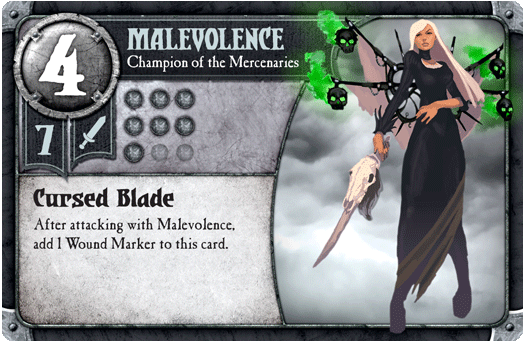 4
MALEVOLENCE
Champion of the Mercenaries
7
Cursed Blade
After attacking with Malevolence,
add 1 Wound Marker to this card.